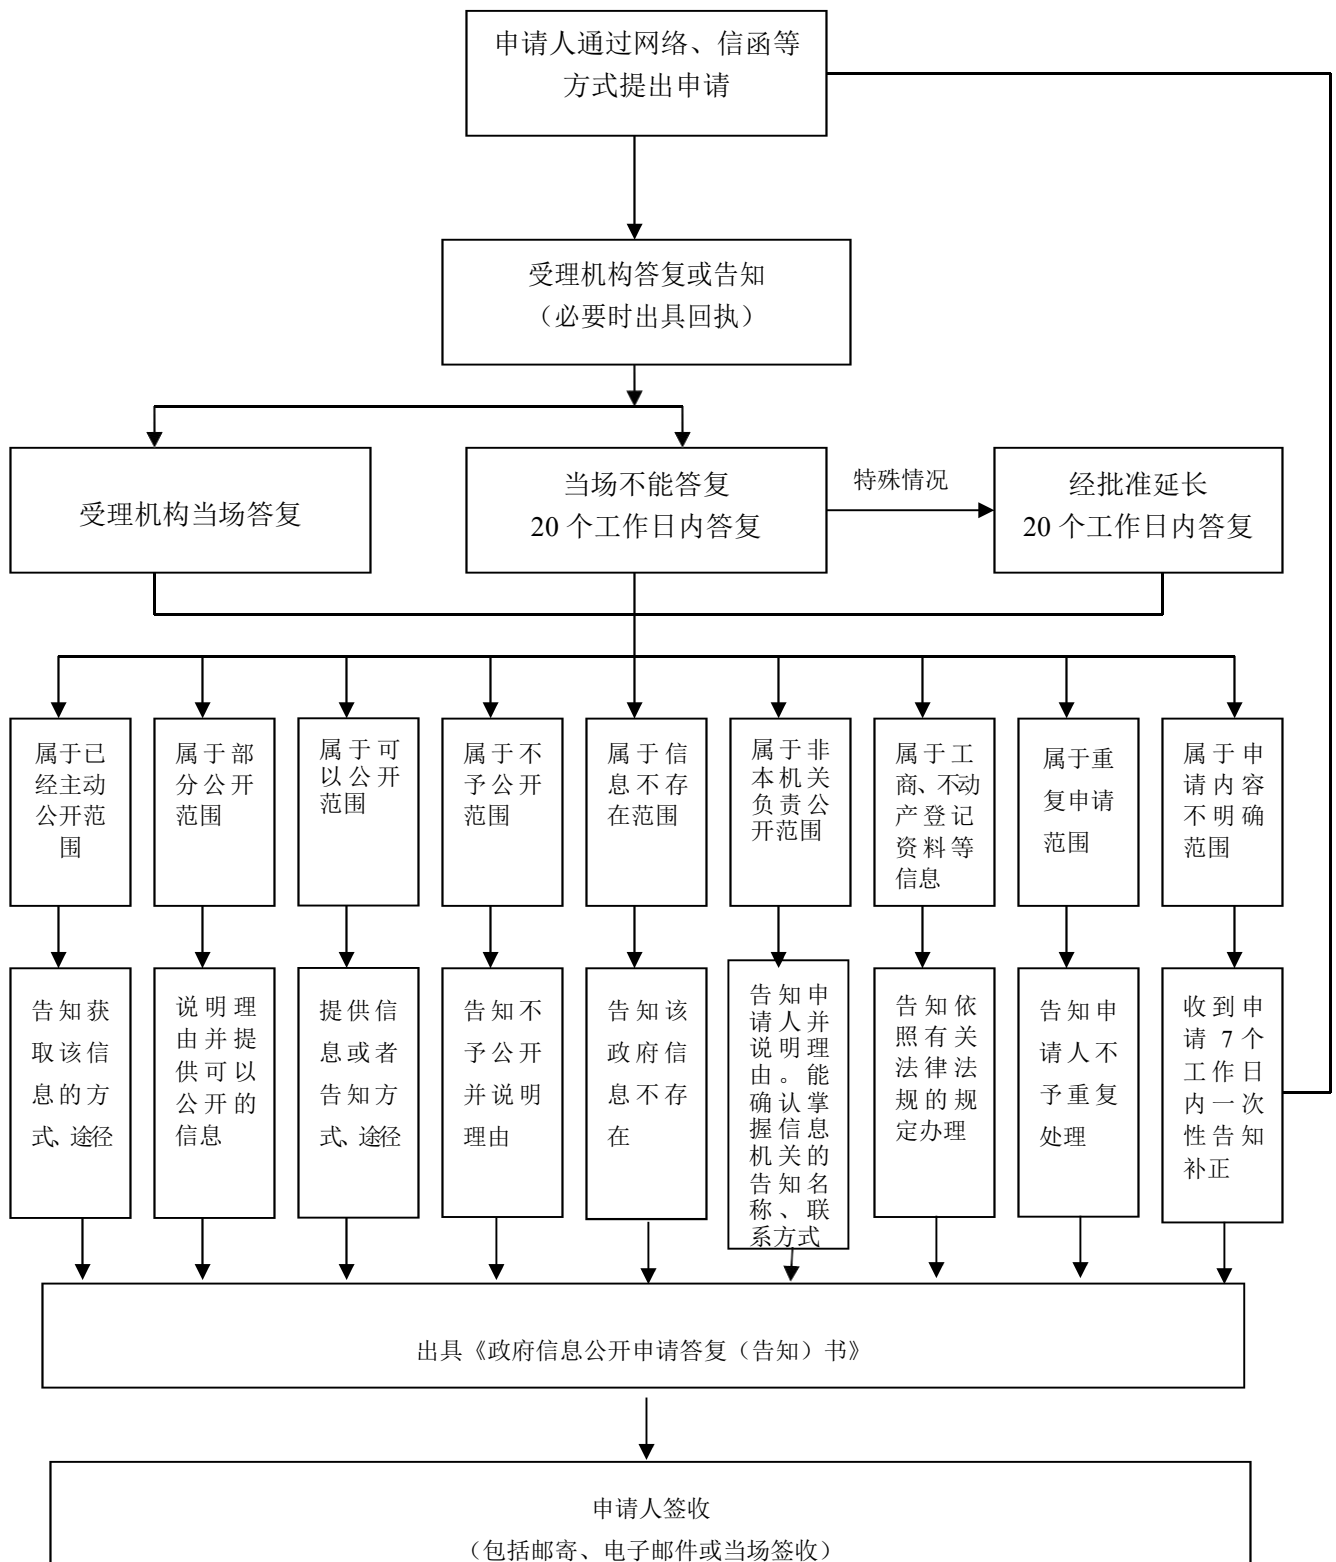 申请人通过网络、信函等
方式提出申请
受理机构答复或告知
（必要时出具回执）
受理机构当场答复
当场不能答复
20 个工作日内答复
特殊情况
经批准延长
20 个工作日内答复
属于已
经主动
公开范
围
属于部
分公开
范围
属于可
以公开
范围
属于不
予公开
范围
属于信
息不存
在范围
属于非
本机关
负责公
开范围
属于工
商、不动
产登记
资料等
信息
属于重
复申请
范围
属于申
请内容
不明确
范围
告知获
取该信
息的方
式、途径
说明理
由并提
供可以
公开的
信息
提供信
息或者
告知方
式、途径
告知不
予公开
并说明
理由
告知该
政府信
息不存
在
告知申
请人并
说明理
由。能
确认掌
握信息
机关的
告知名
称、联
系方式
告知依
照有关
法律法
规的规
定办理
告知申
请人不
予重复
处理
收到申
请 7 个
工作日
内一次
性告知
补正
出具《政府信息公开申请答复（告知）书》
申请人签收
（包括邮寄、电子邮件或当场签收）